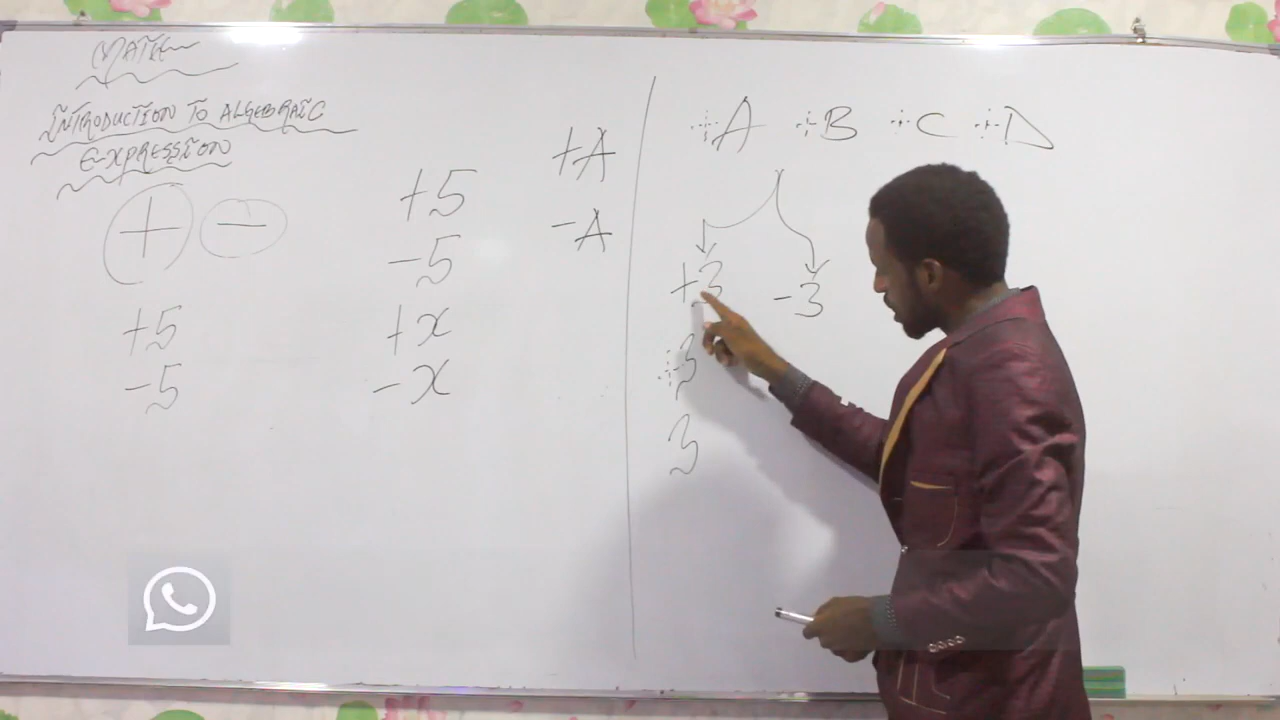 MATH
INTRODUCTION TO ALGEBRAIC
EXPRESSION
+ -
+5
-5
+5
-5
+x
-x
+A
-A
+A +B +C +D
+3 -3
+3
3